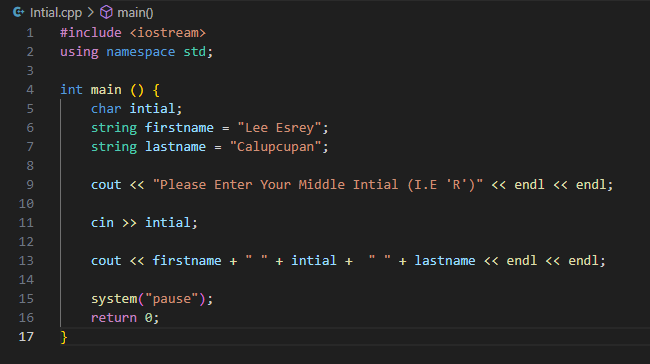 Intial.cpp > main()
1 #include <iostream>
2 using namespace std;
3
4 int main () {
5 char intial;
6 string firstname = "Lee Esrey";
7 string lastname = "Calupcupan";
8
9 cout << "Please Enter Your Middle Intial (I.E 'R')" << endl << endl;
10
11 cin >> intial;
12
13 cout << firstname + " " + intial +  " " + lastname << endl << endl;
14
15 system("pause");
16 return 0;
17 }